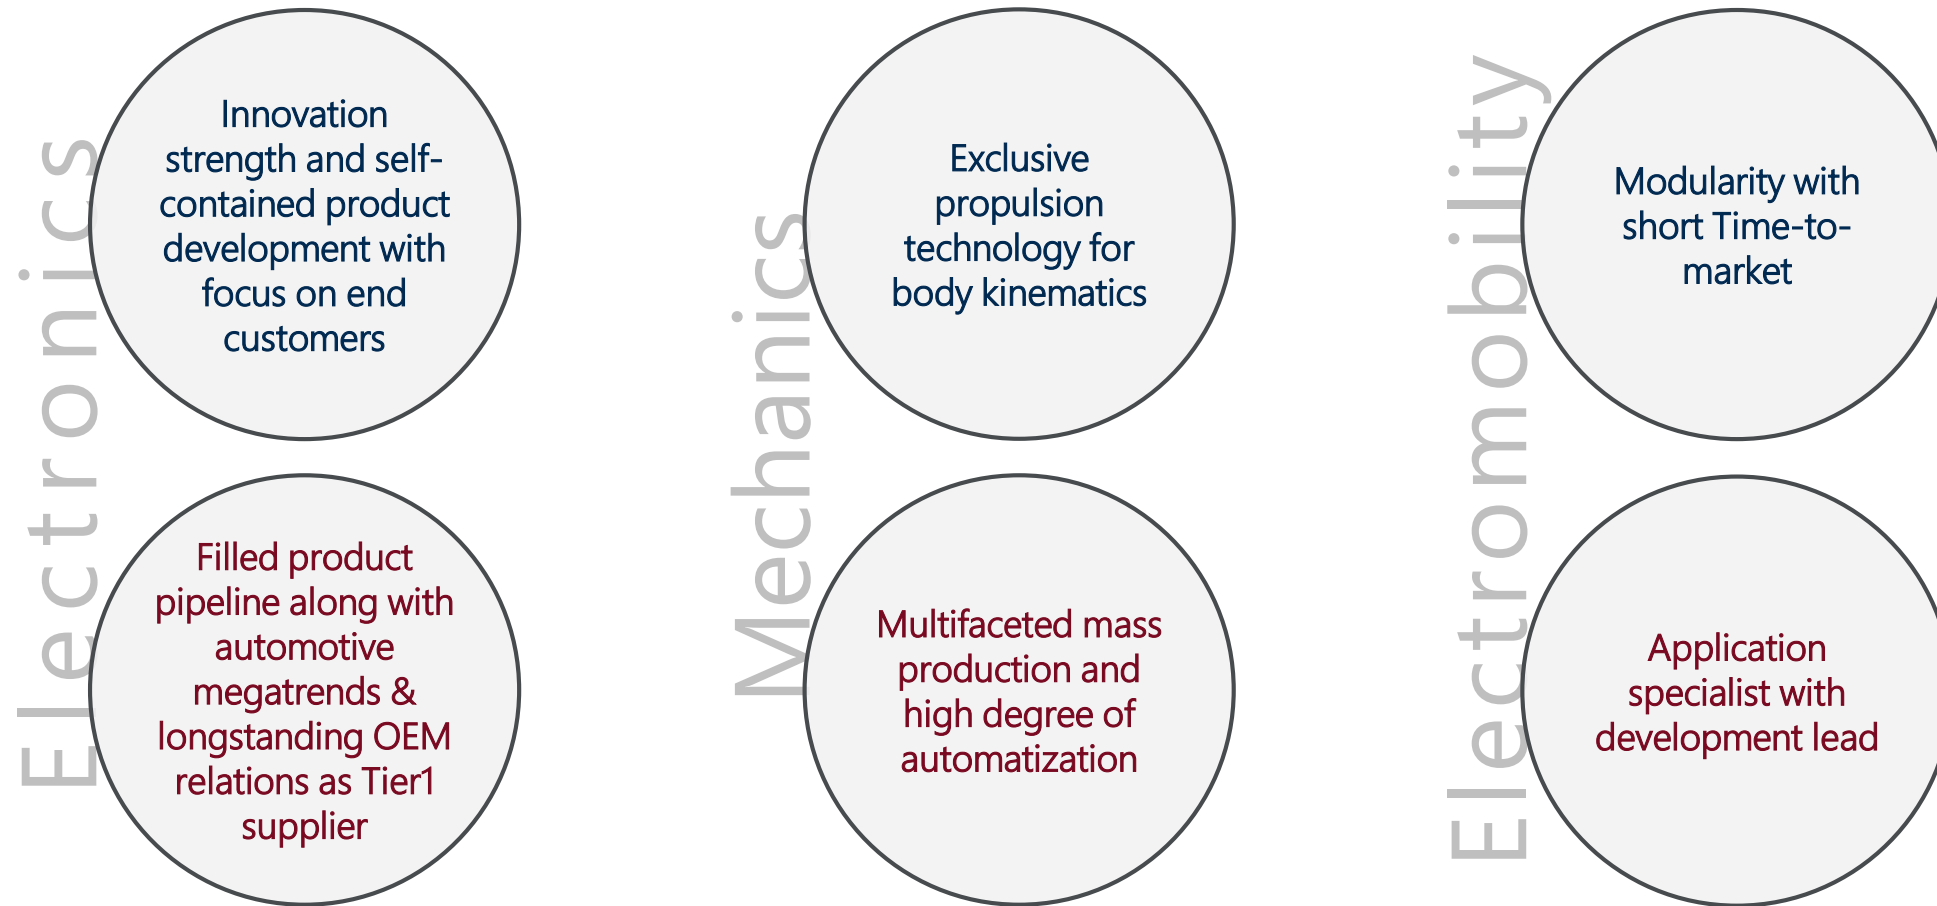 Electronics
Innovation
strength and self-
contained product
development with
focus on end
customers
Filled product
pipeline along with
automotive
megatrends &
longstanding OEM
relations as Tier1
supplier
Mechanics
Exclusive
propulsion
technology for
body kinematics
Multifaceted mass
production and
high degree of
automatization
Electromobility
Modularity with
short Time-to-
market
Application
specialist with
development lead